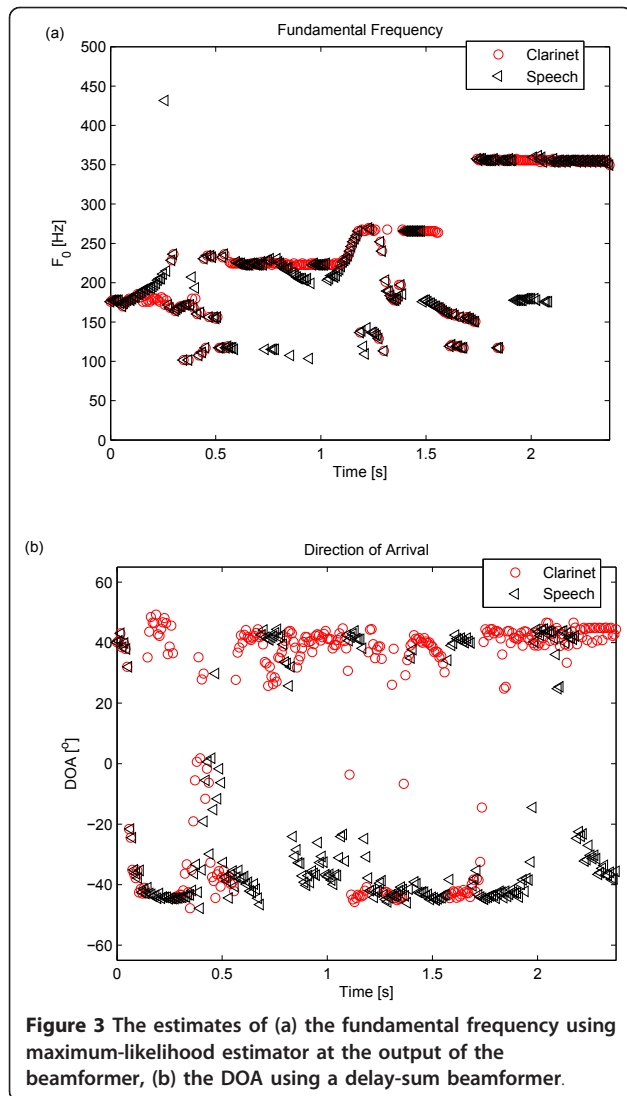 (a)
Fundamental Frequency
500
450
400
350
300
250
200
150
100
50
0
F_0 [Hz]
Clarinet
Speech
0
0.5
1
1.5
2
Time [s]
(b)
Direction of Arrival
60
40
20
0
−20
−40
−60
DOA [°]
Clarinet
Speech
0
0.5
1
1.5
2
Time [s]
Figure 3 The estimates of (a) the fundamental frequency using
maximum-likelihood estimator at the output of the
beamformer, (b) the DOA using a delay-sum beamformer.